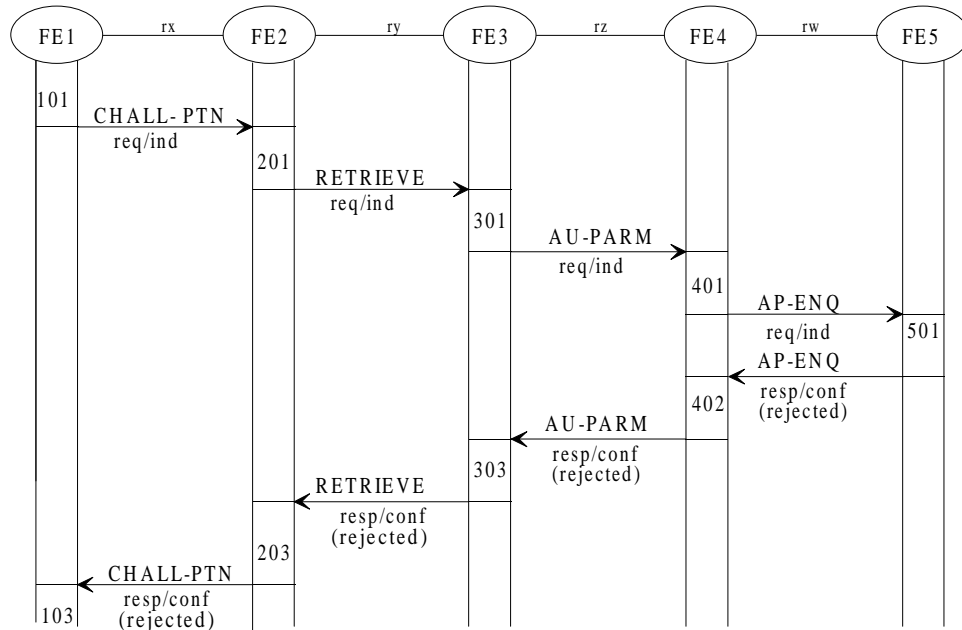 FE1 rx FE2 ry FE3 rz FE4 rw FE5
101
CHALL-PTN
req/ind
201
RETRIEVE
req/ind
301
AU-PARM
req/ind
401
AP-ENQ
req/ind
501
AP-ENQ
resp/conf
(rejected)
402
AU-PARM
resp/conf
(rejected)
303
RETRIEVE
resp/conf
(rejected)
203
CHALL-PTN
resp/conf
(rejected)
103